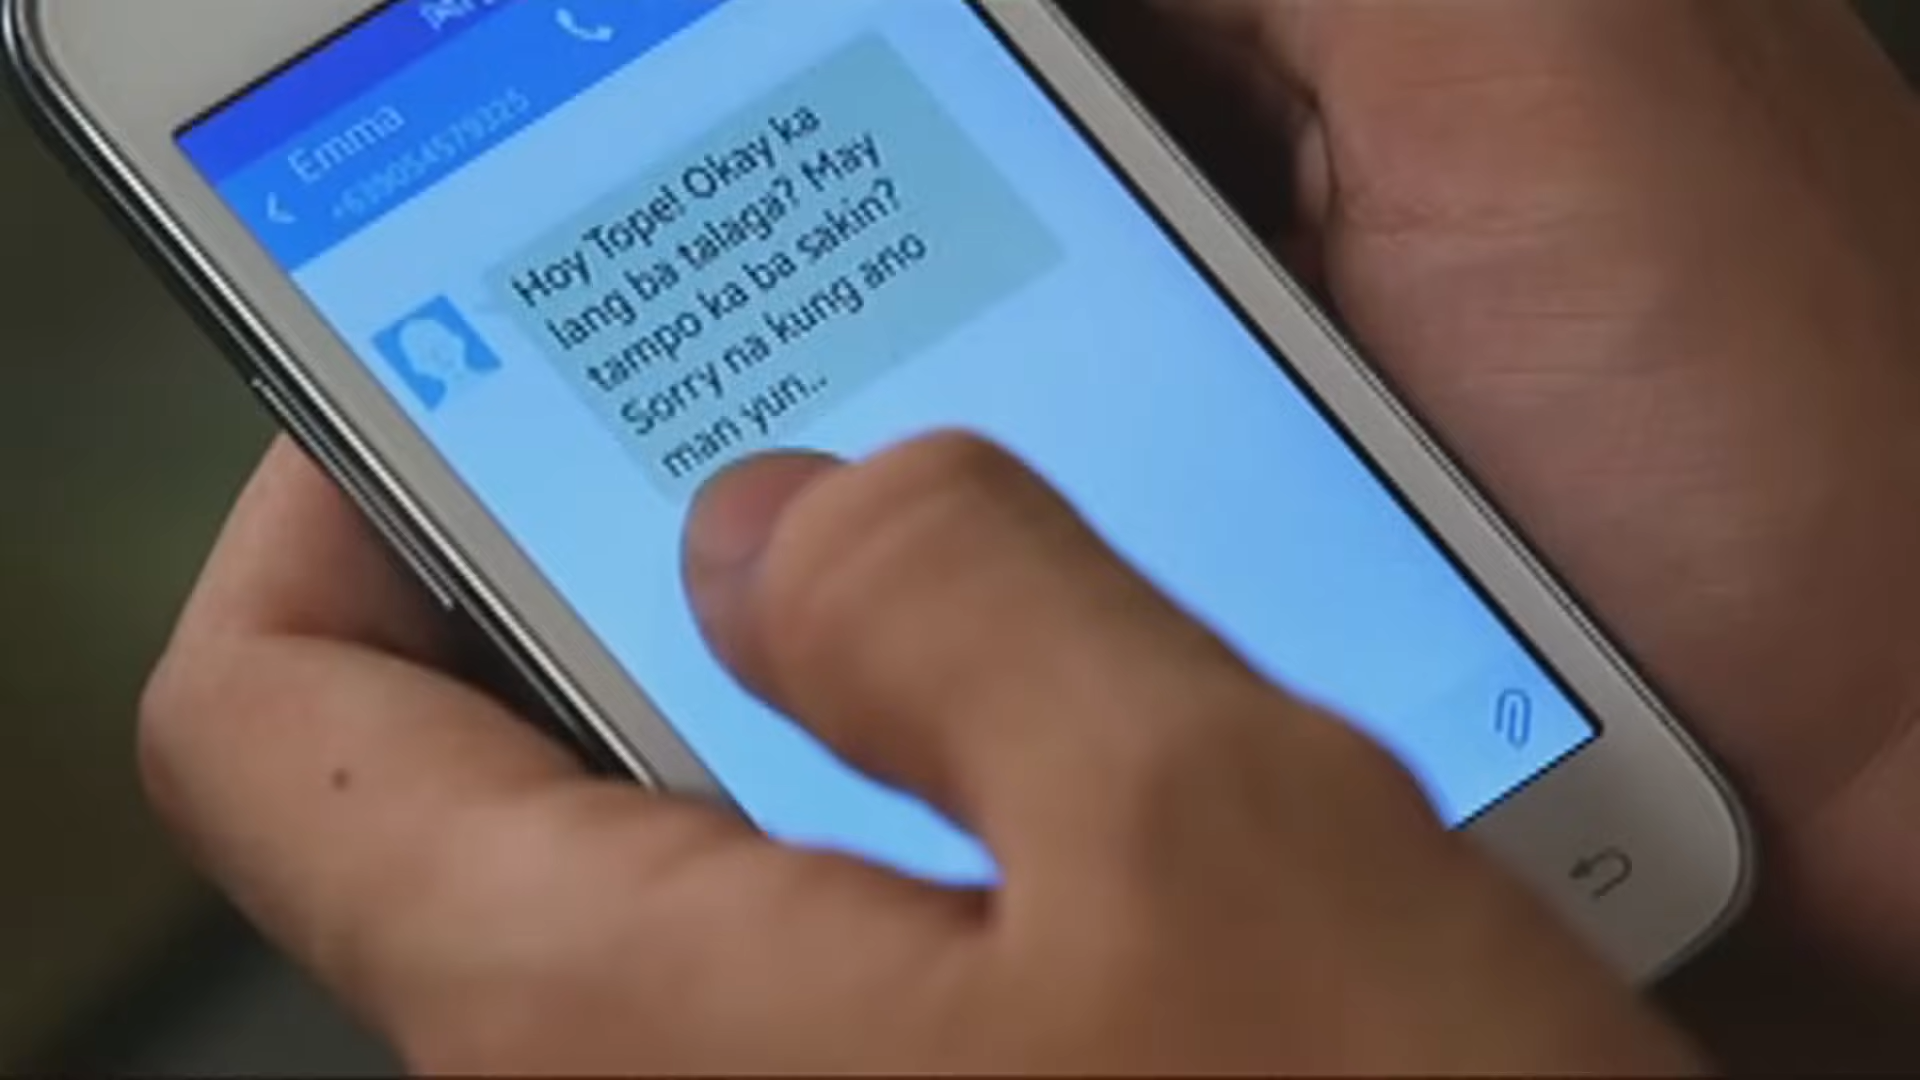 Emma
+639054579325
Hoy Tope! Okay ka
lang ba talaga? May
tampo ka ba sakin?
Sorry na kung ano
man yun..